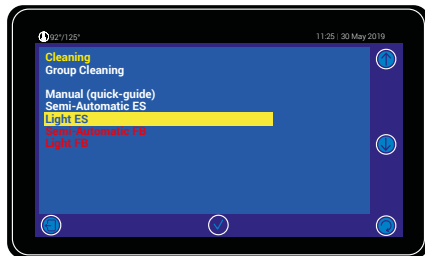 92°/125°
11:25 | 30 May 2019
Cleaning
Group Cleaning
Manual (quick-guide)
Semi-Automatic ES
Light ES
Semi-Automatic FB
Light FB